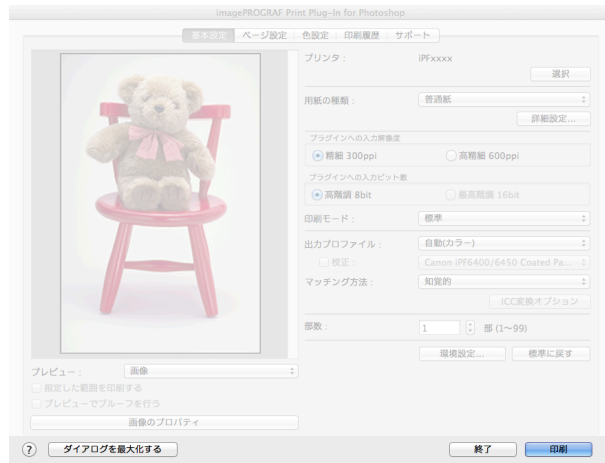 imagePROGRAF Print Plug-In for Photoshop
基本設定 ページ設定 色設定 印刷履歴 サポート
プリンタ： iPFxxxx
選択
用紙の種類： 普通紙
詳細設定...
プラグインへの入力解像度
精細 300ppi 高精細 600ppi
プラグインへの入力ビット数
高階調 8bit 最高階調 16bit
印刷モード： 標準
出力プロファイル： 自動(カラー)
校正： Canon iPF6400/6450 Coated Pa...
マッチング方法： 知覚的
ICC変換オプション
部数： 1 部 (1〜99)
環境設定... 標準に戻す
プレビュー： 画像
指定した範囲を印刷する
プレビューでプルーフを行う
画像のプロパティ
? ダイアログを最大化する 終了 印刷